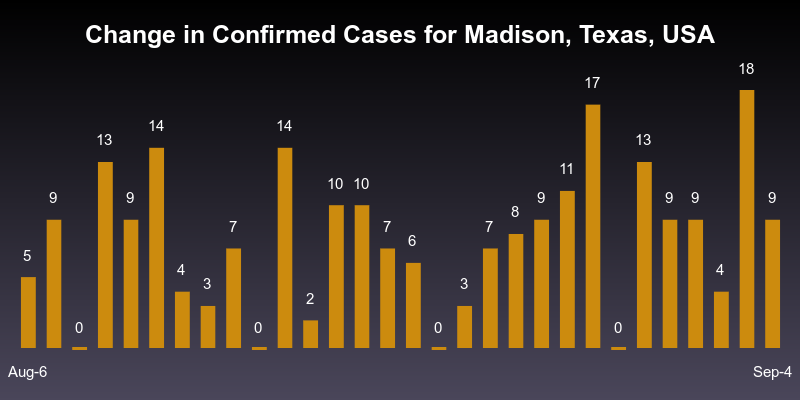 Change in Confirmed Cases for Madison, Texas, USA
5 9 0 13 9 14 4 3 7 0 14 2 10 10 7 6 0 3 7 8 9 11 17 0 13 9 9 4 18 9
Aug-6 Sep-4